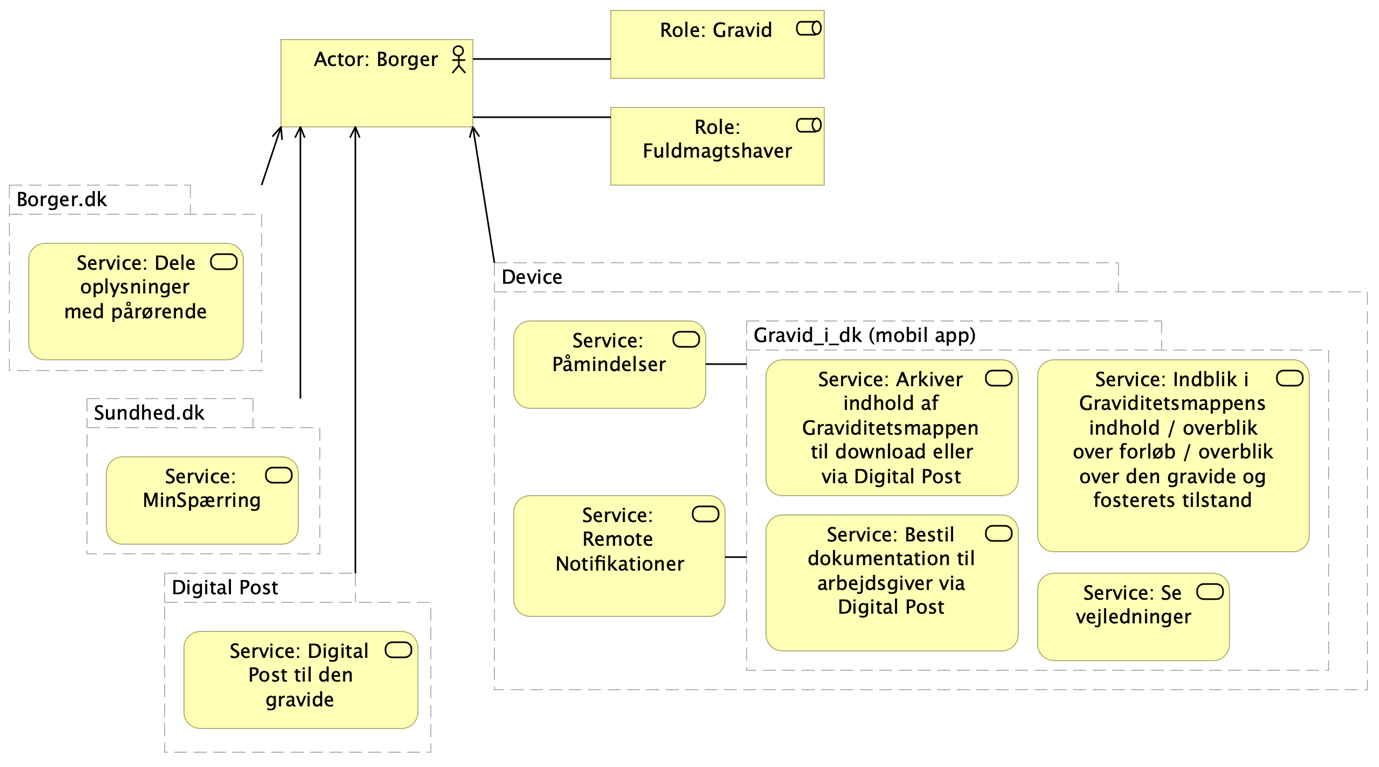 Role: Gravid
Actor: Borger
Role:
Fuldmagtshaver
Borger.dk
Service: Dele
oplysninger
med pårørende
Sundhed.dk
Service:
MinSpærring
Digital Post
Service: Digital
Post til den
gravide
Device
Service:
Påmindelser
Service:
Remote
Notifikationer
Gravid_i_dk (mobil app)
Service: Arkiver
indhold af
Graviditetsmappen
til download eller
via Digital Post
Service: Indblik i
Graviditetsmappens
indhold / overblik
over forløb / overblik
over den gravide og
fosterets tilstand
Service: Bestil
dokumentation til
arbejdsgiver via
Digital Post
Service: Se
vejledninger